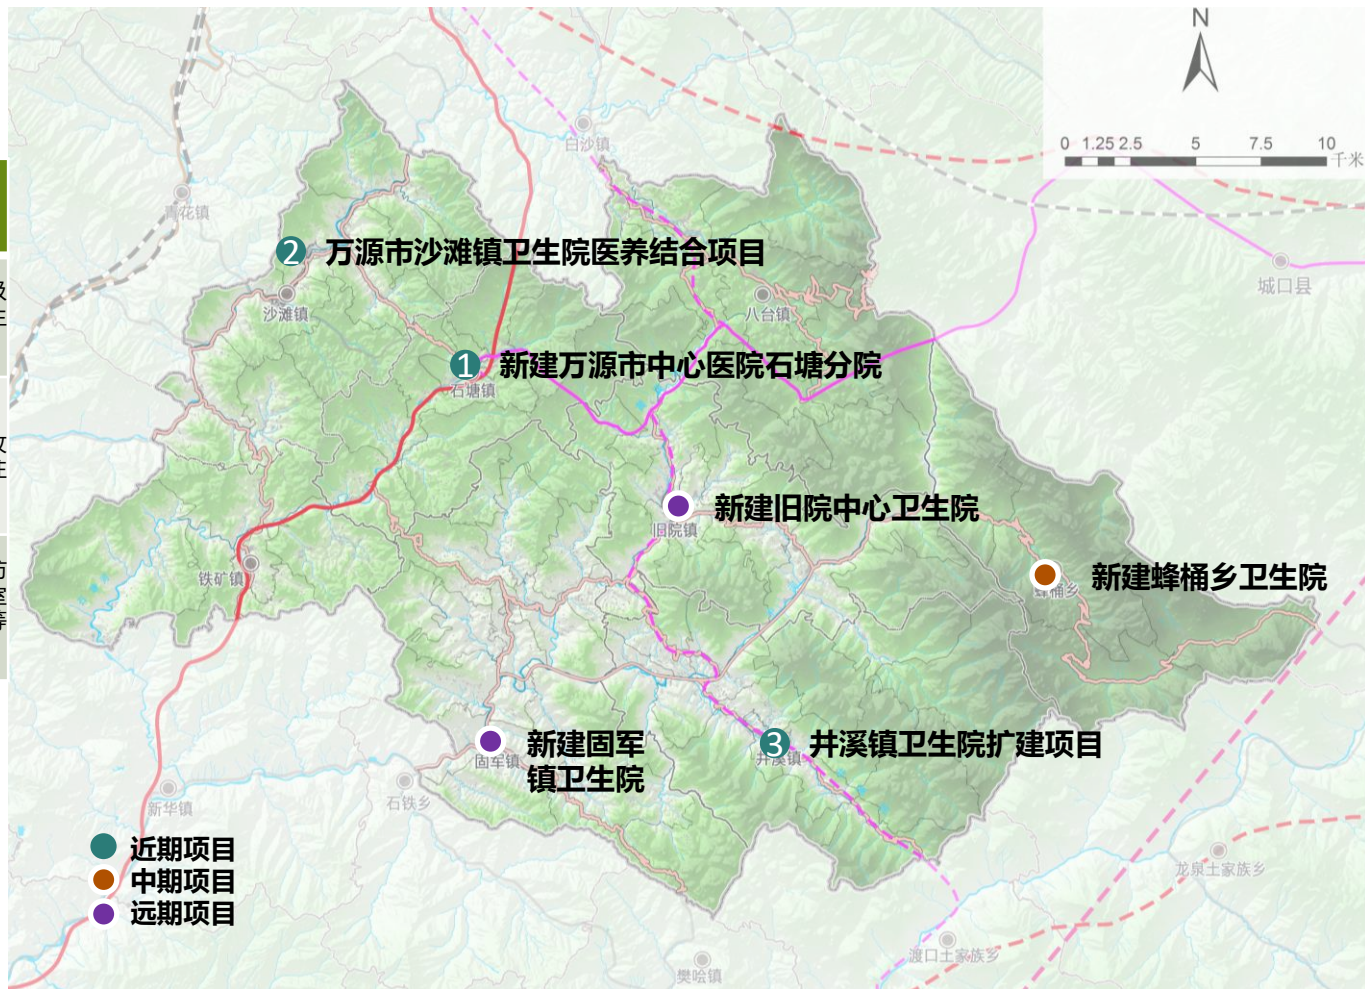 N
0 1.25 2.5 5 7.5 10
千米
白沙镇
青花镇
城口县
2 万源市沙滩镇卫生院医养结合项目
沙滩镇
八台镇
1 新建万源市中心医院石塘分院
石塘镇
新建旧院中心卫生院
旧院镇
铁矿镇
新建蜂桶乡卫生院
蜂桶乡
新建固军
镇卫生院
固军镇
3 井溪镇卫生院扩建项目
井溪镇
石铁乡
新华镇
近期项目
中期项目
远期项目
龙泉土家族乡
渡口土家族乡
樊哙镇